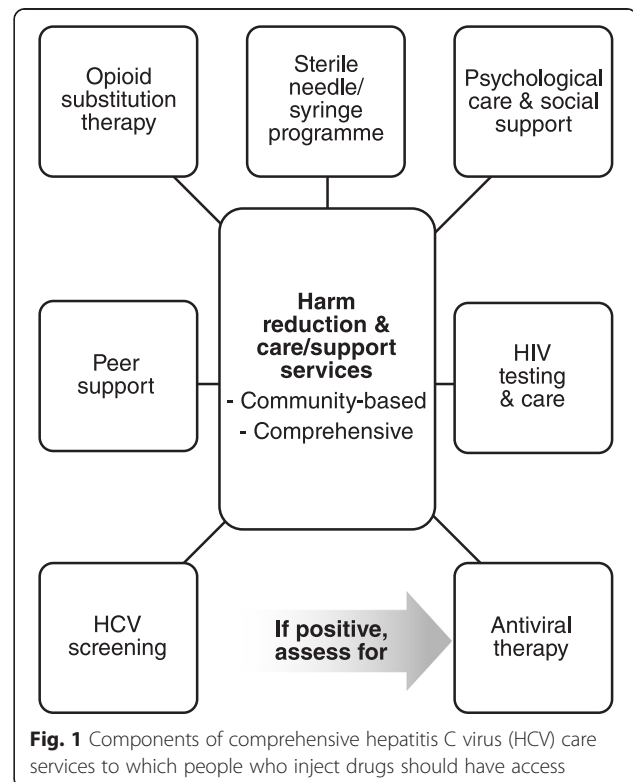 Opioid
substitution
therapy
Sterile
needle/
syringe
programme
Psychological
care & social
support
Harm
reduction &
care/support
services
- Community-based
- Comprehensive
Peer
support
HIV
testing
& care
HCV
screening
If positive,
assess for
Antiviral
therapy
Fig. 1 Components of comprehensive hepatitis C virus (HCV) care
services to which people who inject drugs should have access